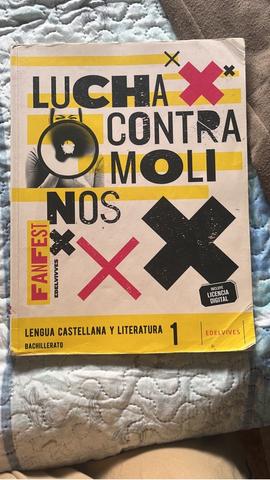 LUCHA
CONTRA
MOLI
NOS
FANFEST
EDELVIVES
INCLUYE
LICENCIA
DIGITAL
LENGUA CASTELLANA Y LITERATURA 1
BACHILLERATO
EDELVIVES